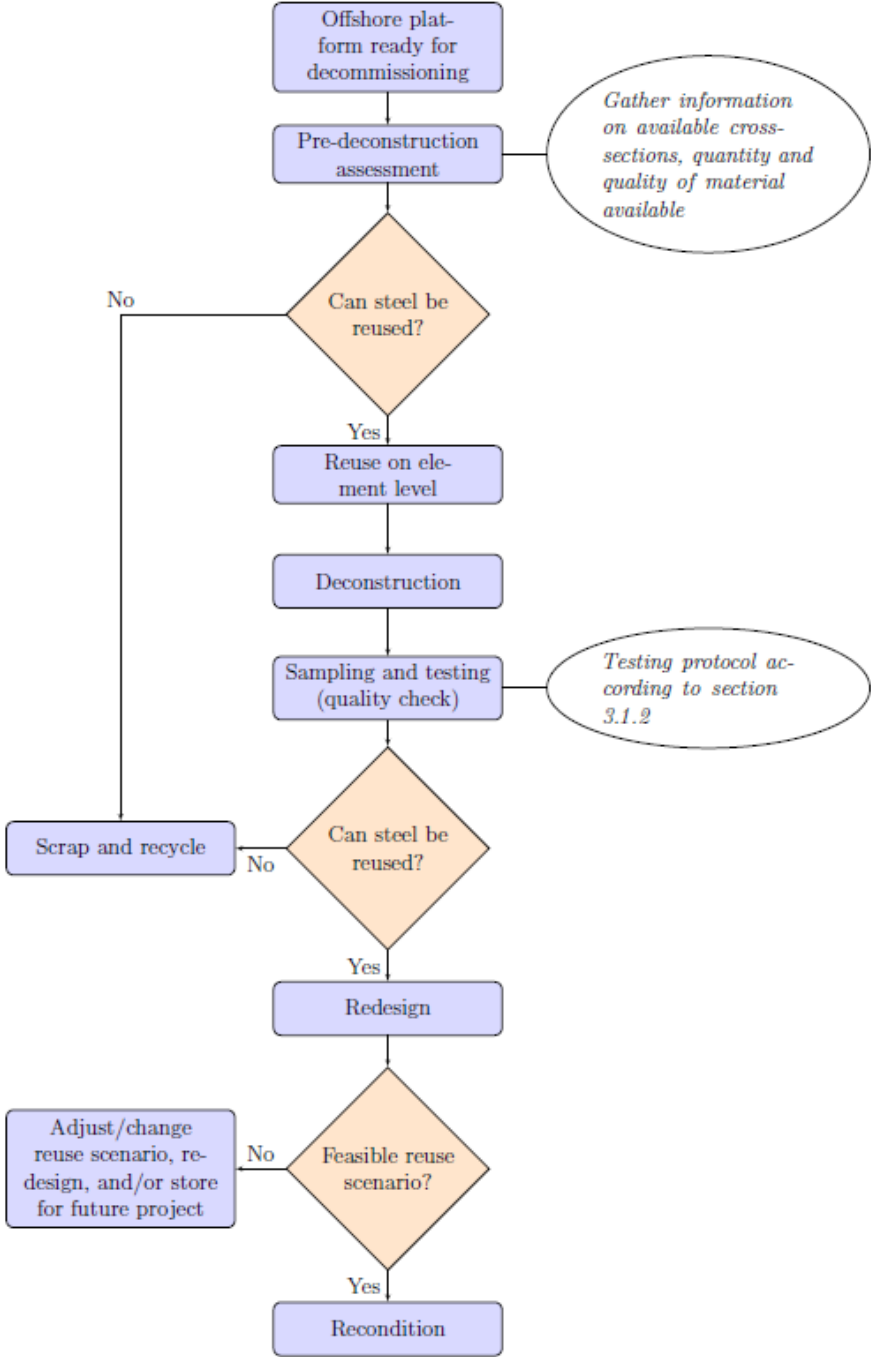 Offshore plat-
form ready for
decommissioning
Pre-deconstruction
assessment
Gather information
on available cross-
sections, quantity and
quality of material
available
Can steel be
reused?
No
Yes
Reuse on ele-
ment level
Deconstruction
Sampling and testing
(quality check)
Testing protocol ac-
cording to section
3.1.2
Can steel be
reused?
No
Scrap and recycle
Yes
Redesign
Feasible reuse
scenario?
No
Adjust/change
reuse scenario, re-
design, and/or store
for future project
Yes
Recondition